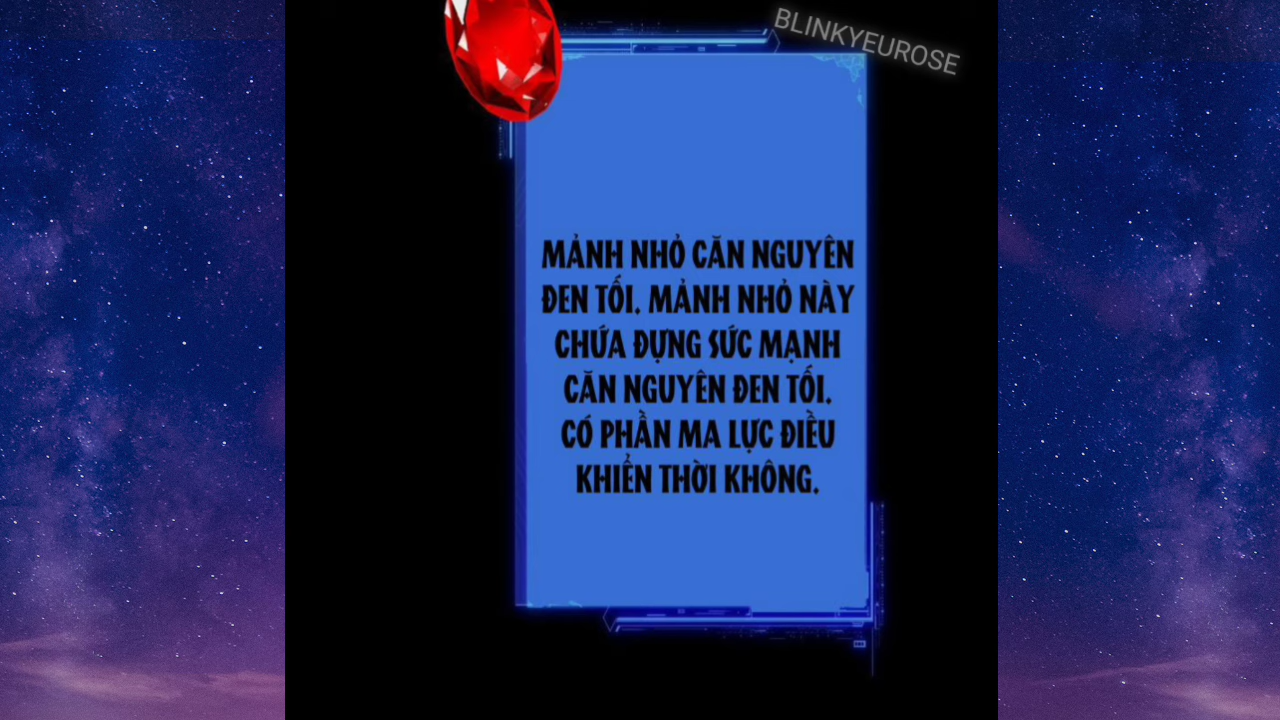 BLINKYEUROSE
MẢNH NHỎ CĂN NGUYÊN
ĐEN TỐI. MẢNH NHỎ NÀY
CHỨA ĐỰNG SỨC MẠNH
CĂN NGUYÊN ĐEN TỐI.
CÓ PHẦN MA LỰC ĐIỀU
KHIỂN THỜI KHÔNG.